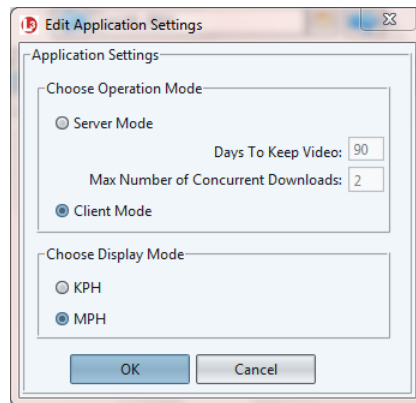 Edit Application Settings
Application Settings
Choose Operation Mode
Server Mode
Days To Keep Video: 90
Max Number of Concurrent Downloads: 2
Client Mode
Choose Display Mode
KPH
MPH
OK Cancel